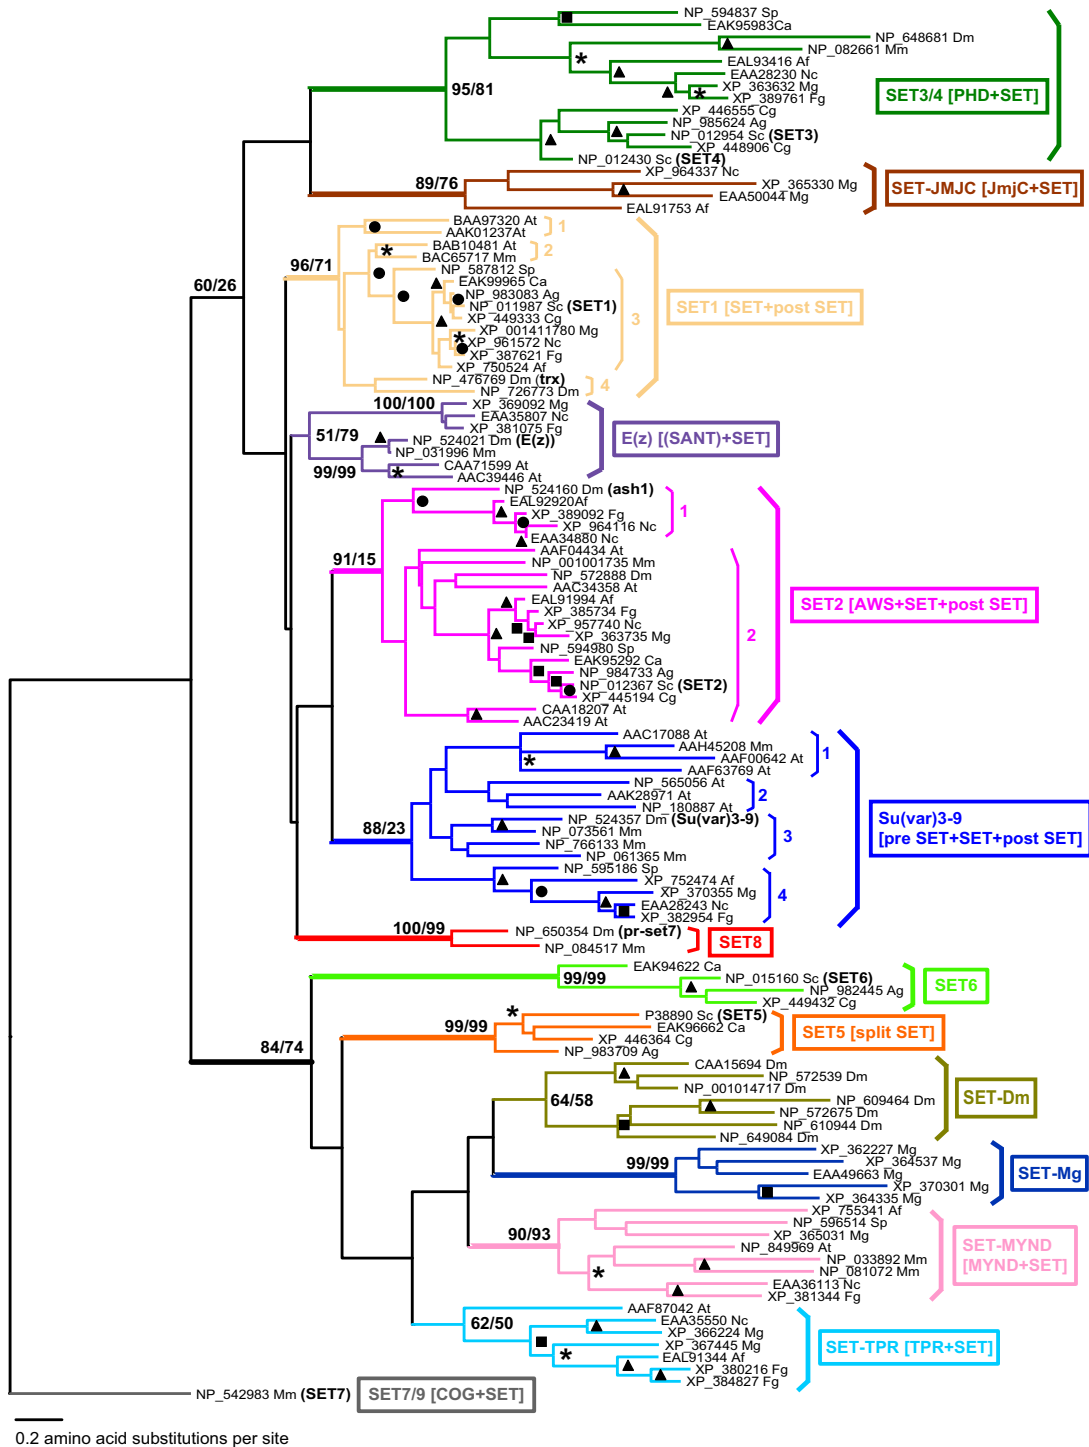 NP_594837 Sp
EAK95983Ca
NP_648681 Dm
NP_082661 Mm
*
EAL93416 Af
EAA28230 Nc
XP_363632 Mg
*
XP_389761 Fg
95/81
SET3/4 [PHD+SET]
XP_446555 Cg
NP_985624 Ag
NP_012954 Sc (SET3)
XP_448906 Cg
NP_012430 Sc (SET4)
XP_964337 Nc
89/76
XP_365330 Mg
EAA50044 Mg
SET-JMJC [JmjC+SET]
EAL91753 Af
BAA97320 At
AAK01237At
1
BAB10481 At
*
BAC65717 Mm
2
96/71
NP_587812 Sp
EAK99965 Ca
60/26
NP_983083 Ag
NP_011987 Sc (SET1)
XP_449333 Cg
3
SET1 [SET+post SET]
XP_001411780 Mg
*
XP_961572 Nc
XP_387621 Fg
XP_750524 Af
NP_476769 Dm (trx)
NP_726773 Dm
4
100/100
XP_369092 Mg
EAA35807 Nc
XP_381075 Fg
51/79
NP_524021 Dm (E(z))
NP_031996 Mm
E(z) [(SANT)+SET]
99/99
CAA71599 At
*
AAC39446 At
NP_524160 Dm (ash1)
EAL92920Af
XP_389092 Fg
XP_964116 Nc
1
EAA34880 Nc
91/15
AAF04434 At
NP_001001735 Mm
NP_572888 Dm
AAC34358 At
EAL91994 Af
XP_385734 Fg
XP_957740 Nc
XP_363735 Mg
2
SET2 [AWS+SET+post SET]
NP_594980 Sp
EAK95292 Ca
NP_984733 Ag
NP_012367 Sc (SET2)
XP_445194 Cg
CAA18207 At
AAC23419 At
AAC17088 At
AAH45208 Mm
*
AAF00642 At
AAF63769 At
1
NP_565056 At
AAK28971 At
NP_180887 At
2
88/23
NP_524357 Dm (Su(var)3-9)
NP_073561 Mm
NP_766133 Mm
NP_061365 Mm
3
Su(var)3-9
[pre SET+SET+post SET]
NP_595186 Sp
XP_752474 Af
XP_370355 Mg
EAA28243 Nc
XP_382954 Fg
4
100/99
NP_650354 Dm (pr-set7)
NP_084517 Mm
SET8
EAK94622 Ca
99/99
NP_015160 Sc (SET6)
NP_982445 Ag
XP_449432 Cg
SET6
*
P38890 Sc (SET5)
99/99
EAK96662 Ca
XP_446364 Cg
NP_983709 Ag
SET5 [split SET]
84/74
CAA15694 Dm
NP_572539 Dm
NP_001014717 Dm
64/58
NP_609464 Dm
NP_572675 Dm
NP_610944 Dm
NP_649084 Dm
SET-Dm
XP_362227 Mg
99/99
XP_364537 Mg
EAA49663 Mg
XP_370301 Mg
XP_364335 Mg
SET-Mg
XP_755341 Af
NP_596514 Sp
XP_365031 Mg
90/93
NP_849969 At
NP_033892 Mm
*
NP_081072 Mm
EAA36113 Nc
XP_381344 Fg
SET-MYND
[MYND+SET]
AAF87042 At
62/50
EAA35550 Nc
XP_366224 Mg
XP_367445 Mg
*
EAL91344 Af
XP_380216 Fg
XP_384827 Fg
SET-TPR [TPR+SET]
NP_542983 Mm (SET7)
SET7/9 [COG+SET]
0.2 amino acid substitutions per site